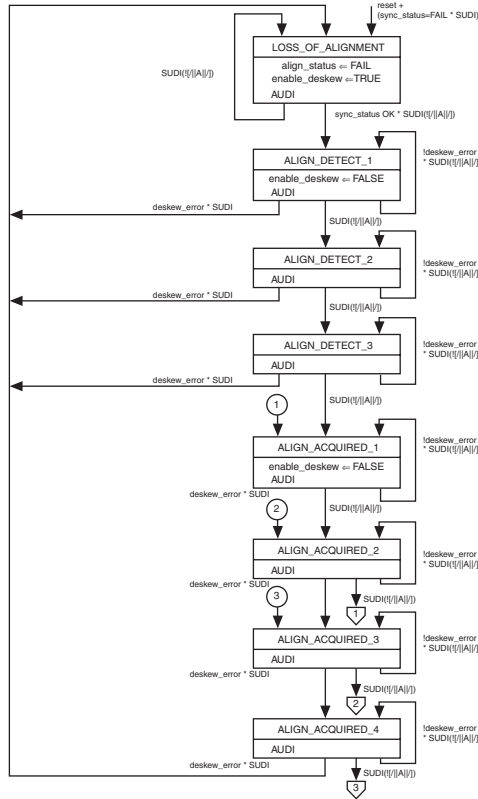 reset +
(sync_status=FAIL * SUDI)
LOSS_OF_ALIGNMENT
align_status ⇐ FAIL
enable_deskew ⇐TRUE
AUDI
SUDI(![/||A||/])
sync_status OK * SUDI(![/||A||/])
ALIGN_DETECT_1
enable_deskew ⇐ FALSE
AUDI
!deskew_error
* SUDI(![/||A||/])
deskew_error * SUDI
SUDI(![/||A||/])
ALIGN_DETECT_2
AUDI
!deskew_error
* SUDI(![/||A||/])
deskew_error * SUDI
SUDI(![/||A||/])
ALIGN_DETECT_3
AUDI
!deskew_error
* SUDI(![/||A||/])
deskew_error * SUDI
SUDI(![/||A||/])
1
ALIGN_ACQUIRED_1
enable_deskew ⇐ FALSE
AUDI
!deskew_error
* SUDI(![/||A||/])
deskew_error * SUDI
SUDI(![/||A||/])
2
ALIGN_ACQUIRED_2
AUDI
!deskew_error
* SUDI(![/||A||/])
deskew_error * SUDI
SUDI(![/||A||/])
1
3
ALIGN_ACQUIRED_3
AUDI
!deskew_error
* SUDI(![/||A||/])
deskew_error * SUDI
SUDI(![/||A||/])
2
ALIGN_ACQUIRED_4
AUDI
!deskew_error
* SUDI(![/||A||/])
deskew_error * SUDI
SUDI(![/||A||/])
3